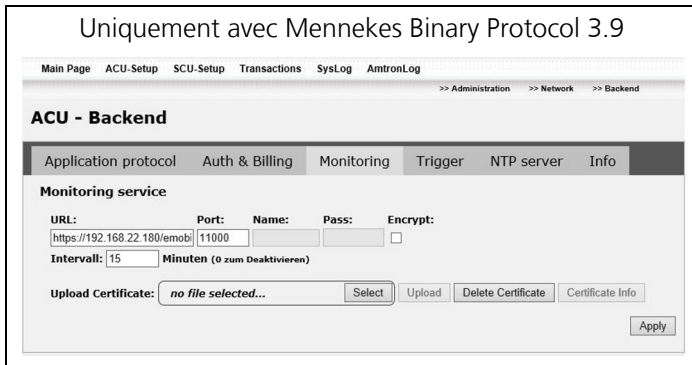 Uniquement avec Mennekes Binary Protocol 3.9
Main Page ACU-Setup SCU-Setup Transactions SysLog AmtronLog
>> Administration >> Network >> Backend
ACU - Backend
Application protocol Auth & Billing Monitoring Trigger NTP server Info
Monitoring service
URL: Port: Name: Pass: Encrypt:
https://192.168.22.180/emobi 11000
Intervall: 15 Minuten (0 zum Deaktivieren)
Upload Certificate: no file selected... Select Upload Delete Certificate Certificate Info
Apply